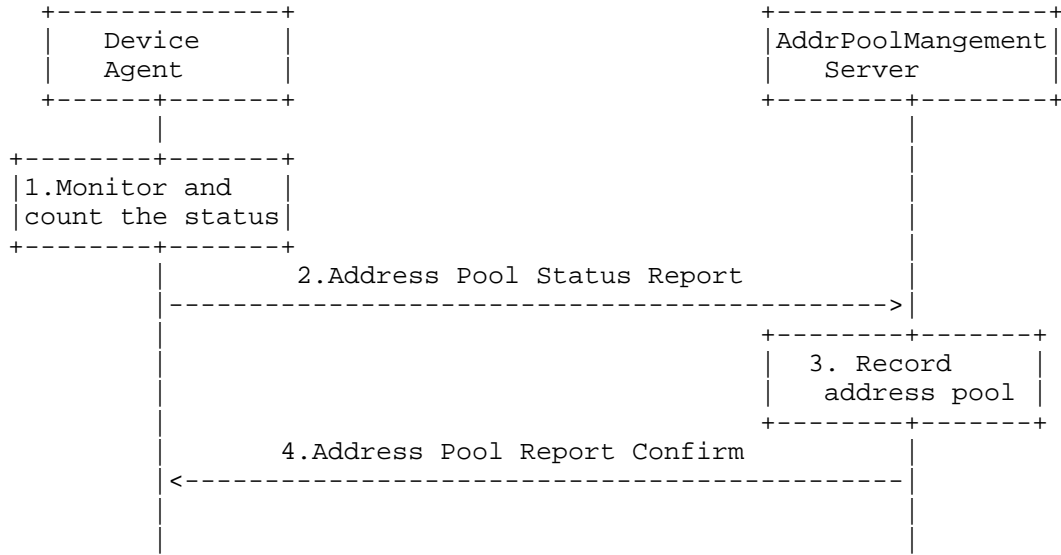 Device
Agent
AddrPoolMangement
Server
1.Monitor and
count the status
2.Address Pool Status Report
3. Record
address pool
4.Address Pool Report Confirm